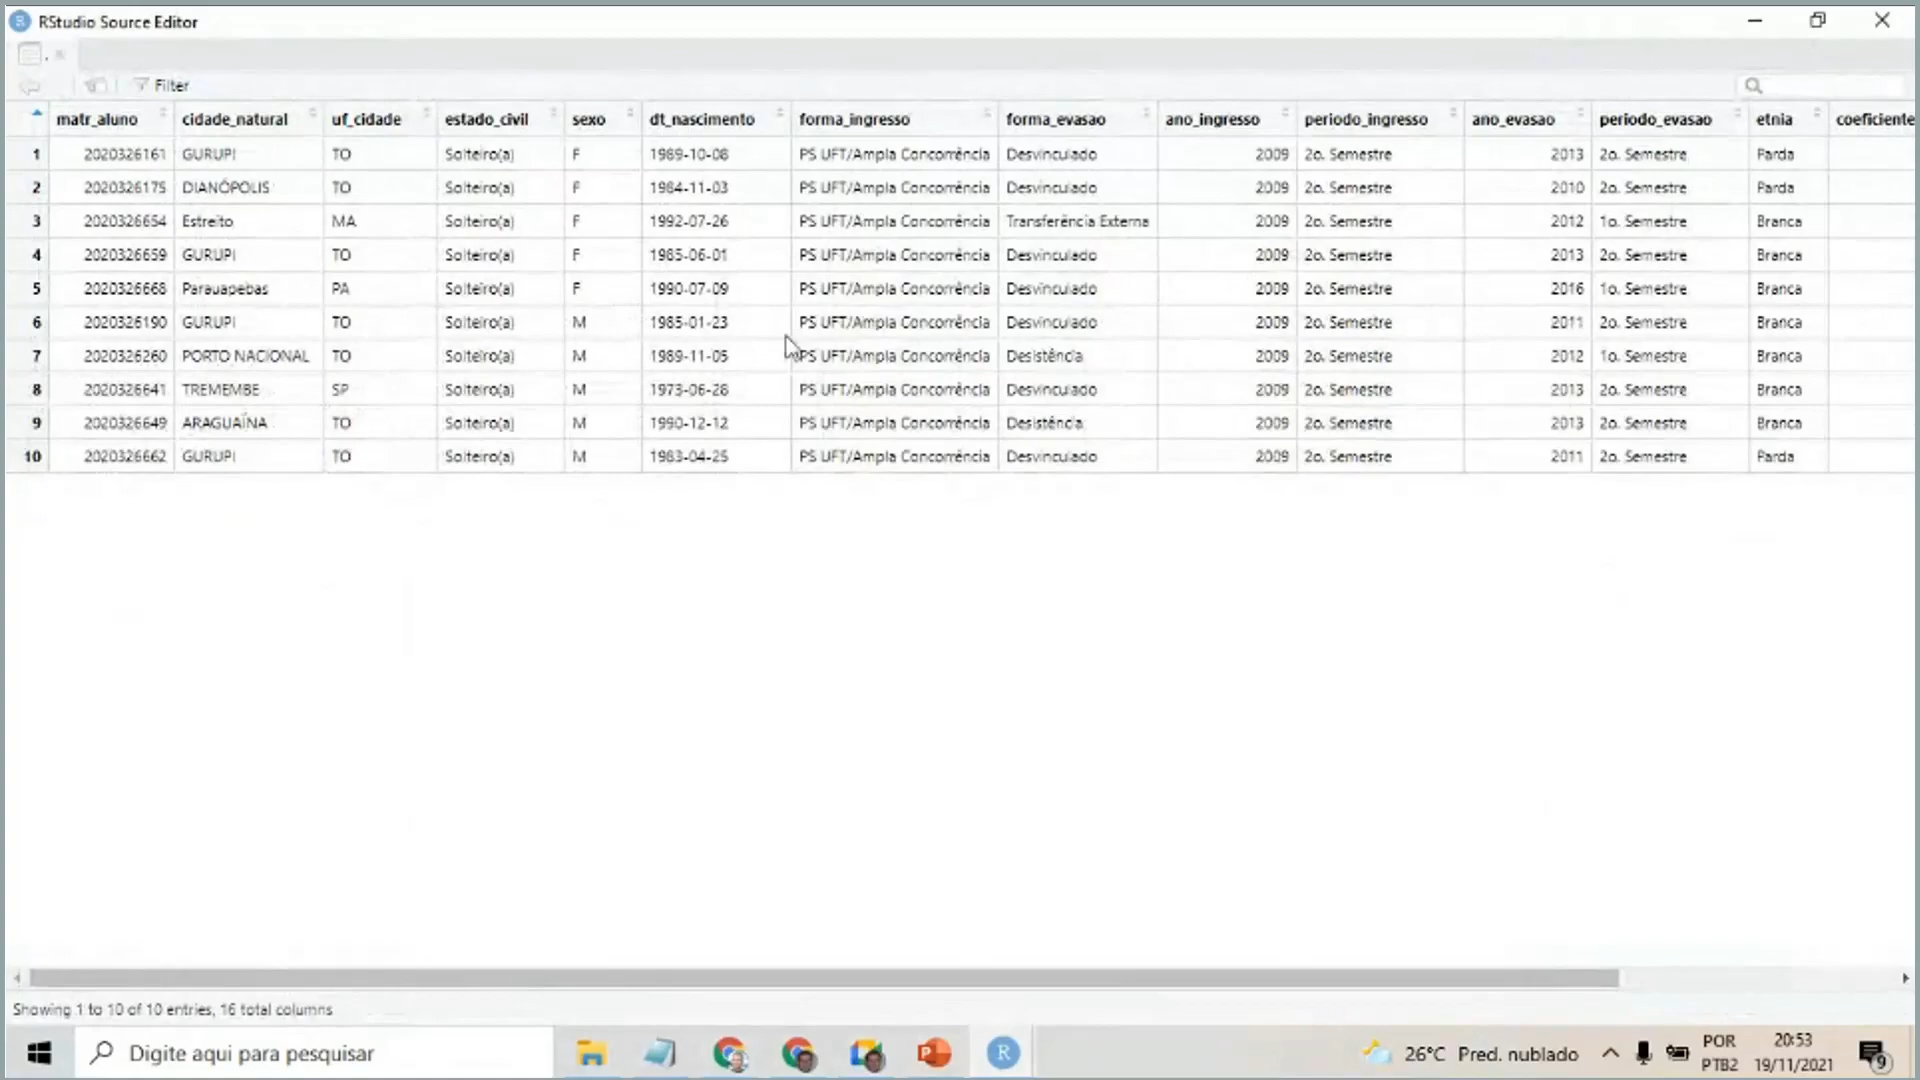 RStudio Source Editor
Filter
matr_aluno cidade_natural uf_cidade estado_civil sexo dt_nascimento forma_ingresso forma_evasao ano_ingresso periodo_ingresso ano_evasao periodo_evasao etnia coeficiente
1 2020326161 GURUPI TO Solteiro(a) F 1989-10-08 PS UFT/Ampla Concorrência Desvinculado 2009 2o. Semestre 2013 2o. Semestre Parda
2 2020326175 DIANÓPOLIS TO Solteiro(a) F 1984-11-03 PS UFT/Ampla Concorrência Desvinculado 2009 2o. Semestre 2010 2o. Semestre Parda
3 2020326654 Estreito MA Solteiro(a) F 1992-07-26 PS UFT/Ampla Concorrência Transferência Externa 2009 2o. Semestre 2012 1o. Semestre Branca
4 2020326659 GURUPI TO Solteiro(a) F 1985-06-01 PS UFT/Ampla Concorrência Desvinculado 2009 2o. Semestre 2013 2o. Semestre Branca
5 2020326668 Parauapebas PA Solteiro(a) F 1990-07-09 PS UFT/Ampla Concorrência Desvinculado 2009 2o. Semestre 2016 1o. Semestre Branca
6 2020326190 GURUPI TO Solteiro(a) M 1985-01-23 PS UFT/Ampla Concorrência Desvinculado 2009 2o. Semestre 2011 2o. Semestre Branca
7 2020326260 PORTO NACIONAL TO Solteiro(a) M 1989-11-05 PS UFT/Ampla Concorrência Desistência 2009 2o. Semestre 2012 1o. Semestre Branca
8 2020326641 TREMEMBE SP Solteiro(a) M 1973-06-28 PS UFT/Ampla Concorrência Desvinculado 2009 2o. Semestre 2013 2o. Semestre Branca
9 2020326649 ARAGUAÍNA TO Solteiro(a) M 1990-12-12 PS UFT/Ampla Concorrência Desistência 2009 2o. Semestre 2013 2o. Semestre Branca
10 2020326662 GURUPI TO Solteiro(a) M 1983-04-25 PS UFT/Ampla Concorrência Desvinculado 2009 2o. Semestre 2011 2o. Semestre Parda
Showing 1 to 10 of 10 entries, 16 total columns
Digite aqui para pesquisar
26°C Pred. nublado
POR
PTB2
20:53
19/11/2021
9